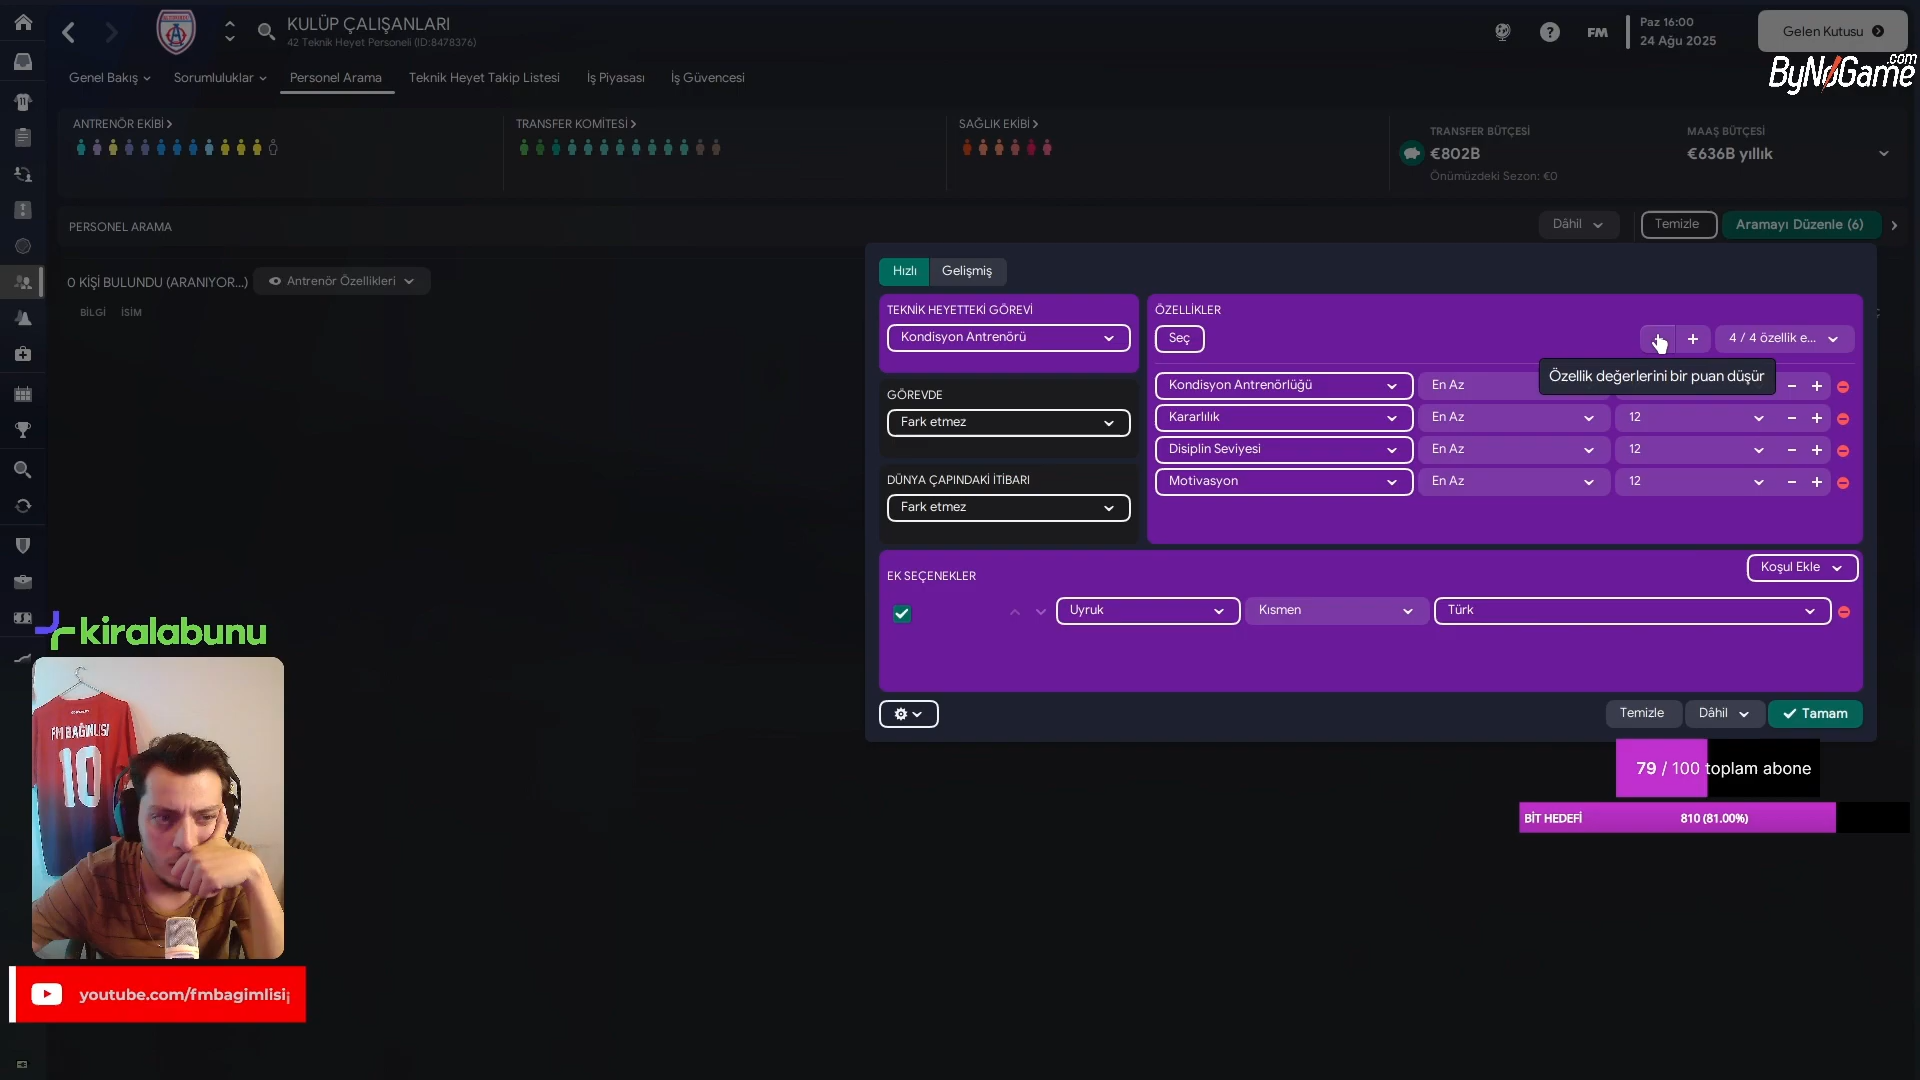 KULÜP ÇALIŞANLARI
42 Teknik Heyet Personeli (ID:8478376)
FM
Paz 16:00
24 Ağu 2025
Gelen Kutusu
ByNoGame.com
Genel Bakış
Sorumluluklar
Personel Arama
Teknik Heyet Takip Listesi
İş Piyasası
İş Güvencesi
ANTRENÖR EKİBİ
TRANSFER KOMİTESİ
SAĞLIK EKİBİ
TRANSFER BÜTÇESİ
€802B
Önümüzdeki Sezon: €0
MAAŞ BÜTÇESİ
€636B yıllık
PERSONEL ARAMA
Dâhil
Temizle
Aramayı Düzenle (6)
0 KİŞİ BULUNDU (ARANIYOR...)
Antrenör Özellikleri
BİLGİ
İSİM
Hızlı
Gelişmiş
TEKNİK HEYETTEKİ GÖREVİ
Kondisyon Antrenörü
GÖREVDE
Fark etmez
DÜNYA ÇAPINDAKİ İTİBARI
Fark etmez
ÖZELLİKLER
Seç
4 / 4 özellik e...
Özellik değerlerini bir puan düşür
Kondisyon Antrenörlüğü
En Az
Kararlılık
En Az
12
Disiplin Seviyesi
En Az
12
Motivasyon
En Az
12
EK SEÇENEKLER
Koşul Ekle
Uyruk
Kısmen
Türk
Temizle
Dâhil
Tamam
kiralabunu
FM BAĞIMLISI
10
79 / 100 toplam abone
BİT HEDEFİ
810 (81.00%)
youtube.com/fmbagimlisi